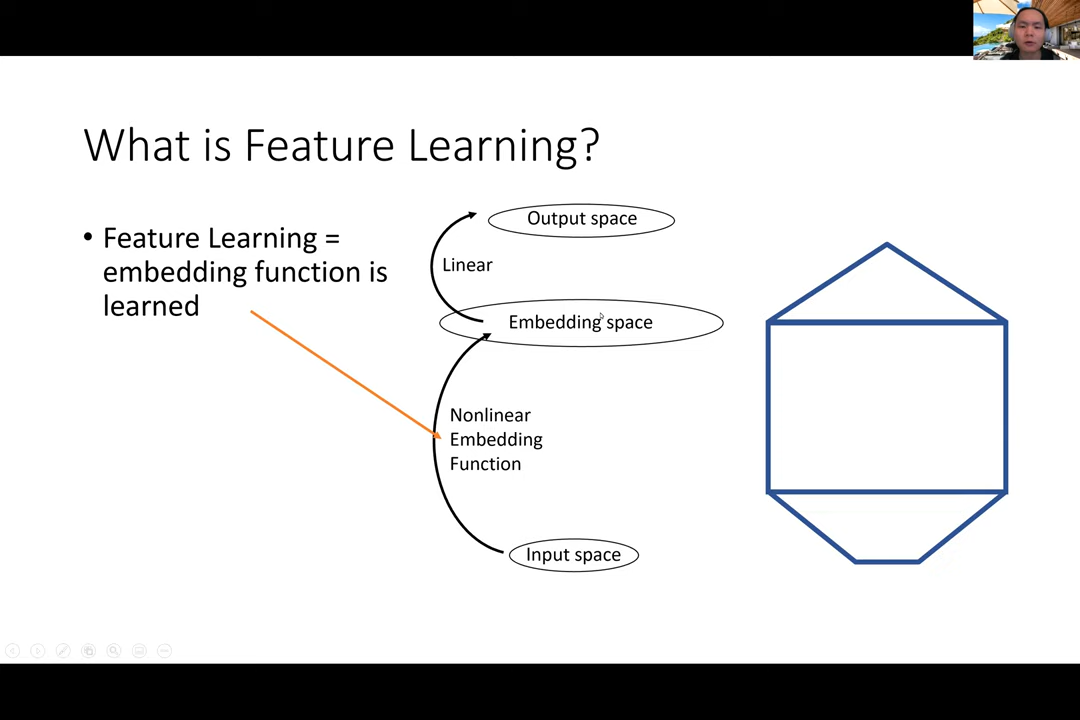 What is Feature Learning?
• Feature Learning =
embedding function is
learned
Output space
Linear
Embedding space
Nonlinear
Embedding
Function
Input space